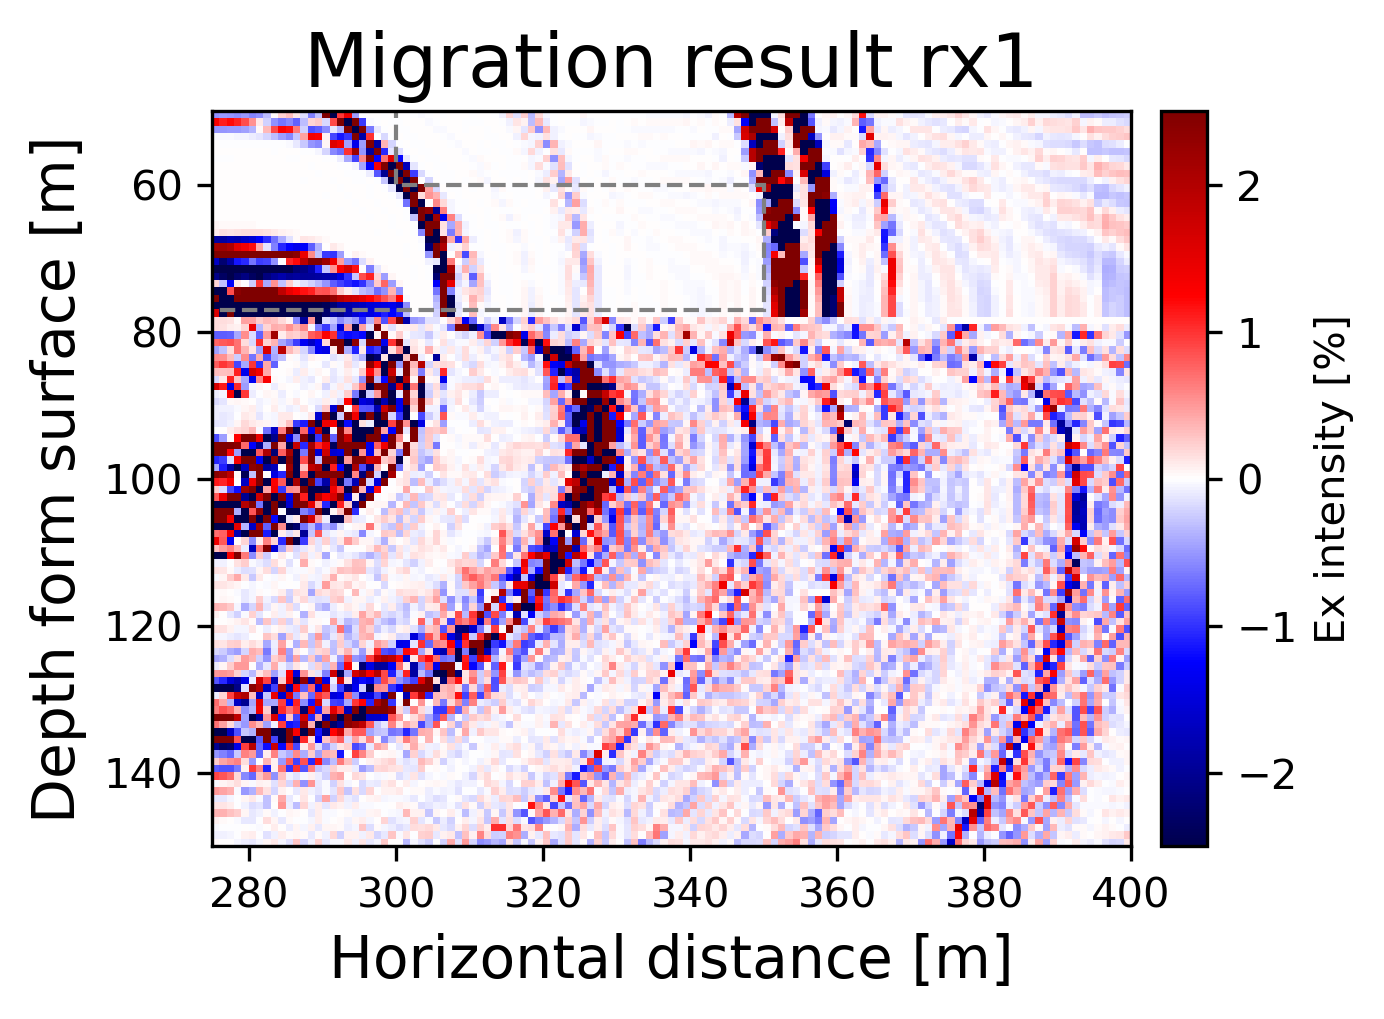 Migration result rx1
Depth form surface [m]
60
80
100
120
140
280 300 320 340 360 380 400
Horizontal distance [m]
2
1
0
−1
−2
Ex intensity [%]